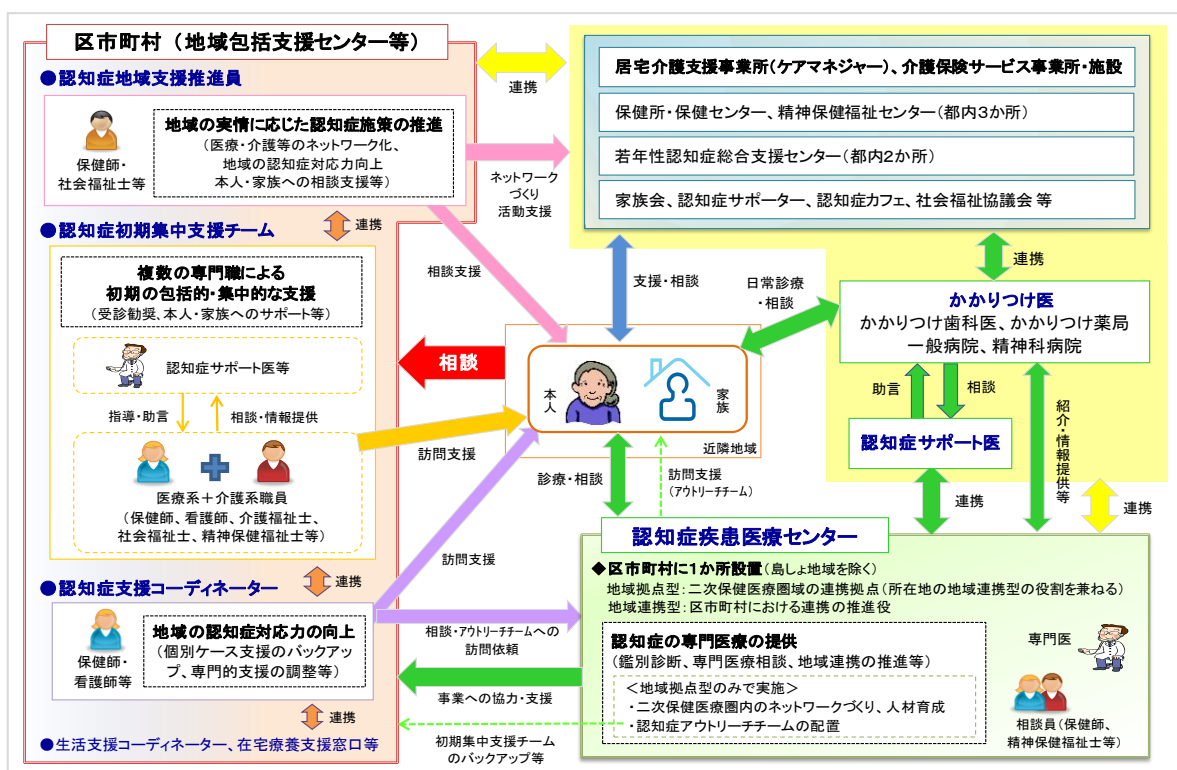 区市町村（地域包括支援センター等）
●認知症地域支援推進員
保健師・
社会福祉士等
地域の実情に応じた認知症施策の推進
（医療・介護等のネットワーク化、
地域の認知症対応力向上
本人・家族への相談支援等）
連携
●認知症初期集中支援チーム
複数の専門職による
初期の包括的・集中的な支援
（受診勧奨、本人・家族へのサポート等）
認知症サポート医等
指導・助言
相談・情報提供
医療系＋介護系職員
（保健師、看護師、介護福祉士、
社会福祉士、精神保健福祉士等）
連携
●認知症支援コーディネーター
保健師・
看護師等
地域の認知症対応力の向上
（個別ケース支援のバックアッ
プ、専門的支援の調整等）
連携
●生活支援コーディネーター、在宅療養支援窓口等
連携
ネットワーク
づくり
活動支援
相談支援
相談
訪問支援
訪問支援
相談・アウトリーチチームへの
訪問依頼
事業への協力・支援
初期集中支援チーム
のバックアップ等
居宅介護支援事業所（ケアマネジャー）、介護保険サービス事業所・施設
保健所・保健センター、精神保健福祉センター（都内３か所）
若年性認知症総合支援センター（都内２か所）
家族会、認知症サポーター、認知症カフェ、社会福祉協議会 等
支援・相談
日常診療
・相談
連携
本人
家族
近隣地域
診療・相談
訪問支援
（アウトリーチチーム）
かかりつけ医
かかりつけ歯科医、かかりつけ薬局
一般病院、精神科病院
助言
相談
認知症サポート医
紹介・情報提供等
連携
連携
認知症疾患医療センター
◆区市町村に１か所設置（島しょ地域を除く）
地域拠点型：二次保健医療圏域の連携拠点（所在地の地域連携型の役割を兼ねる）
地域連携型：区市町村における連携の推進役
認知症の専門医療の提供
（鑑別診断、専門医療相談、地域連携の推進等）
＜地域拠点型のみで実施＞
・二次保健医療圏内のネットワークづくり、人材育成
・認知症アウトリーチチームの配置
専門医
相談員（保健師、
精神保健福祉士等）